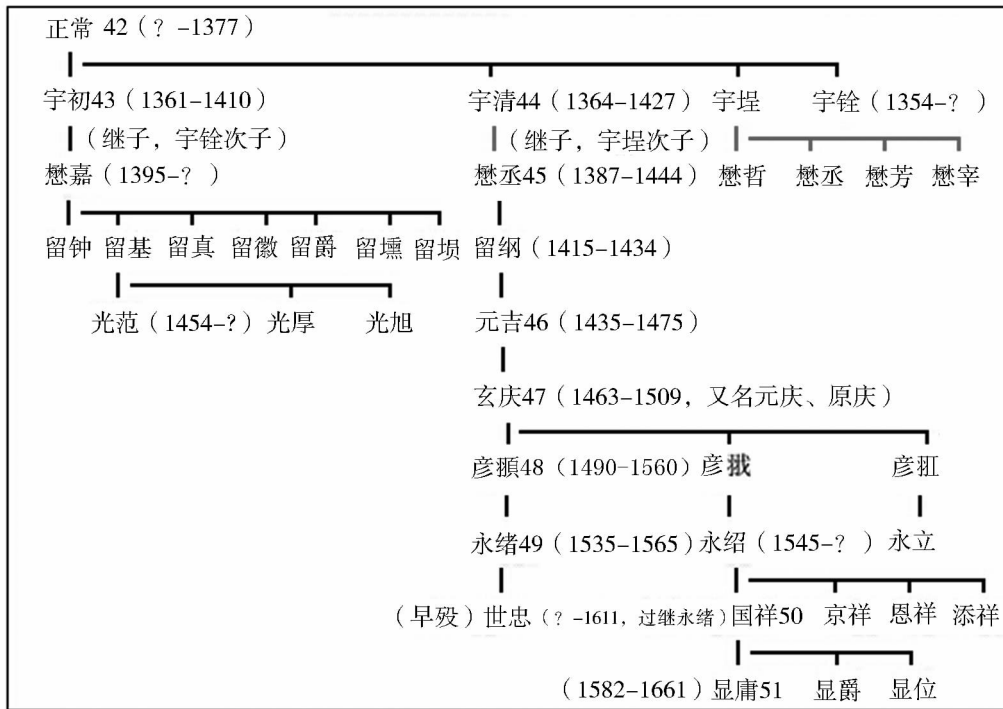 正常 42（? -1377）
宇初43（1361-1410） 宇清44（1364-1427） 宇埕 宇铨（1354-?）
（继子，宇铨次子） （继子，宇埕次子）
懋嘉（1395-?） 懋丞45（1387-1444） 懋哲 懋丞 懋芳 懋宰
留钟 留基 留真 留徽 留爵 留壎 留埙 留纲（1415-1434）
光范（1454-?） 光厚 光旭 元吉46（1435-1475）
玄庆47（1463-1509，又名元庆、原庆）
彦頨48（1490-1560） 彦 彦
永绪49（1535-1565） 永绍（1545-?） 永立
（早殁）世忠（? -1611，过继永绪） 国祥50 京祥 恩祥 添祥
（1582-1661）显庸51 显爵 显位